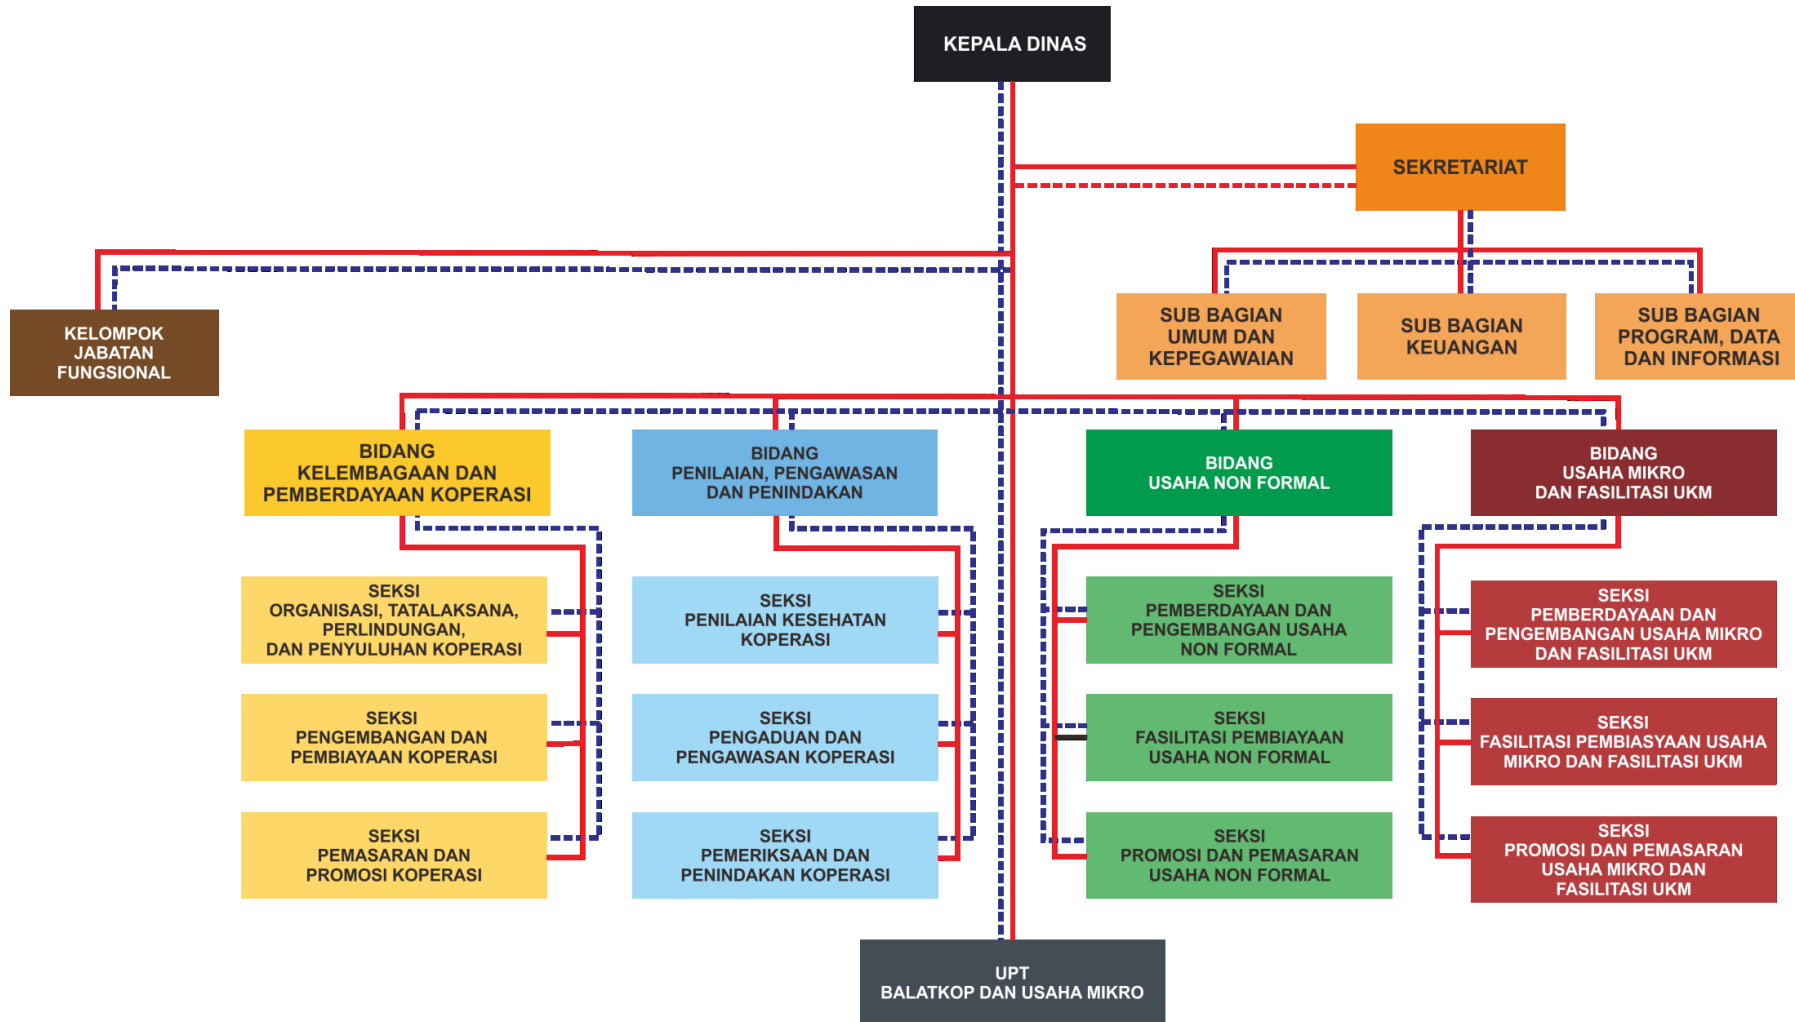 KEPALA DINAS
SEKRETARIAT
KELOMPOK
JABATAN
FUNGSIONAL
SUB BAGIAN
UMUM DAN
KEPEGAWAIAN
SUB BAGIAN
KEUANGAN
SUB BAGIAN
PROGRAM, DATA
DAN INFORMASI
BIDANG
KELEMBAGAAN DAN
PEMBERDAYAAN KOPERASI
BIDANG
PENILAIAN, PENGAWASAN
DAN PENINDAKAN
BIDANG
USAHA NON FORMAL
BIDANG
USAHA MIKRO
DAN FASILITASI UKM
SEKSI
ORGANISASI, TATALAKSANA,
PERLINDUNGAN,
DAN PENYULUHAN KOPERASI
SEKSI
PENILAIAN KESEHATAN
KOPERASI
SEKSI
PEMBERDAYAAN DAN
PENGEMBANGAN USAHA
NON FORMAL
SEKSI
PEMBERDAYAAN DAN
PENGEMBANGAN USAHA MIKRO
DAN FASILITASI UKM
SEKSI
PENGEMBANGAN DAN
PEMBIAYAAN KOPERASI
SEKSI
PENGADUAN DAN
PENGAWASAN KOPERASI
SEKSI
FASILITASI PEMBIAYAAN
USAHA NON FORMAL
SEKSI
FASILITASI PEMBIASYAAN USAHA
MIKRO DAN FASILITASI UKM
SEKSI
PEMASARAN DAN
PROMOSI KOPERASI
SEKSI
PEMERIKSAAN DAN
PENINDAKAN KOPERASI
SEKSI
PROMOSI DAN PEMASARAN
USAHA NON FORMAL
SEKSI
PROMOSI DAN PEMASARAN
USAHA MIKRO DAN
FASILITASI UKM
UPT
BALATKOP DAN USAHA MIKRO